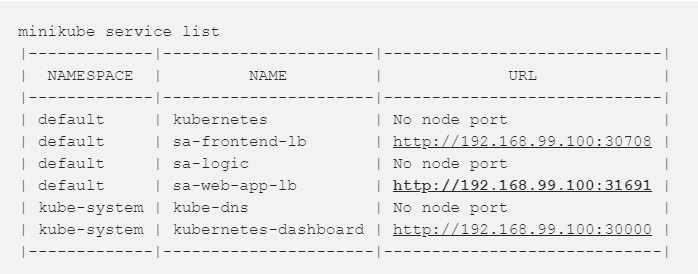 minikube service list
|-------------|----------------------|-----------------------------|
|  NAMESPACE  |         NAME         |             URL             |
|-------------|----------------------|-----------------------------|
| default     | kubernetes           | No node port                |
| default     | sa-frontend-lb       | http://192.168.99.100:30708 |
| default     | sa-logic             | No node port                |
| default     | sa-web-app-lb        | http://192.168.99.100:31691 |
| kube-system | kube-dns             | No node port                |
| kube-system | kubernetes-dashboard | http://192.168.99.100:30000 |
|-------------|----------------------|-----------------------------|